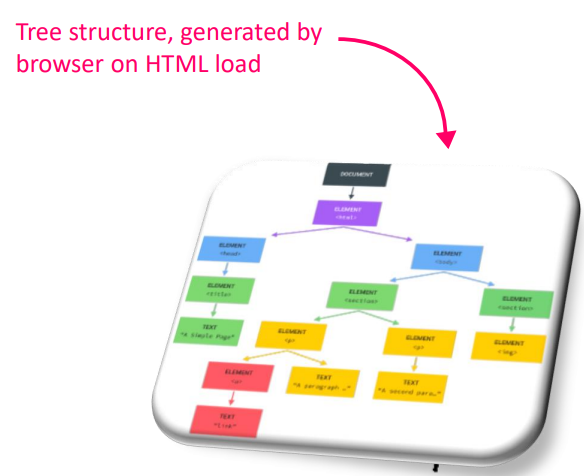 Tree structure, generated by
browser on HTML load
DOCUMENT
ELEMENT
<html>
ELEMENT
<head>
ELEMENT
<body>
ELEMENT
<title>
ELEMENT
<section>
ELEMENT
<section>
TEXT
"A Simple Page"
ELEMENT
<p>
ELEMENT
<p>
ELEMENT
<img>
ELEMENT
<a>
TEXT
"A paragraph …"
TEXT
"A second para…"
TEXT
"Link"